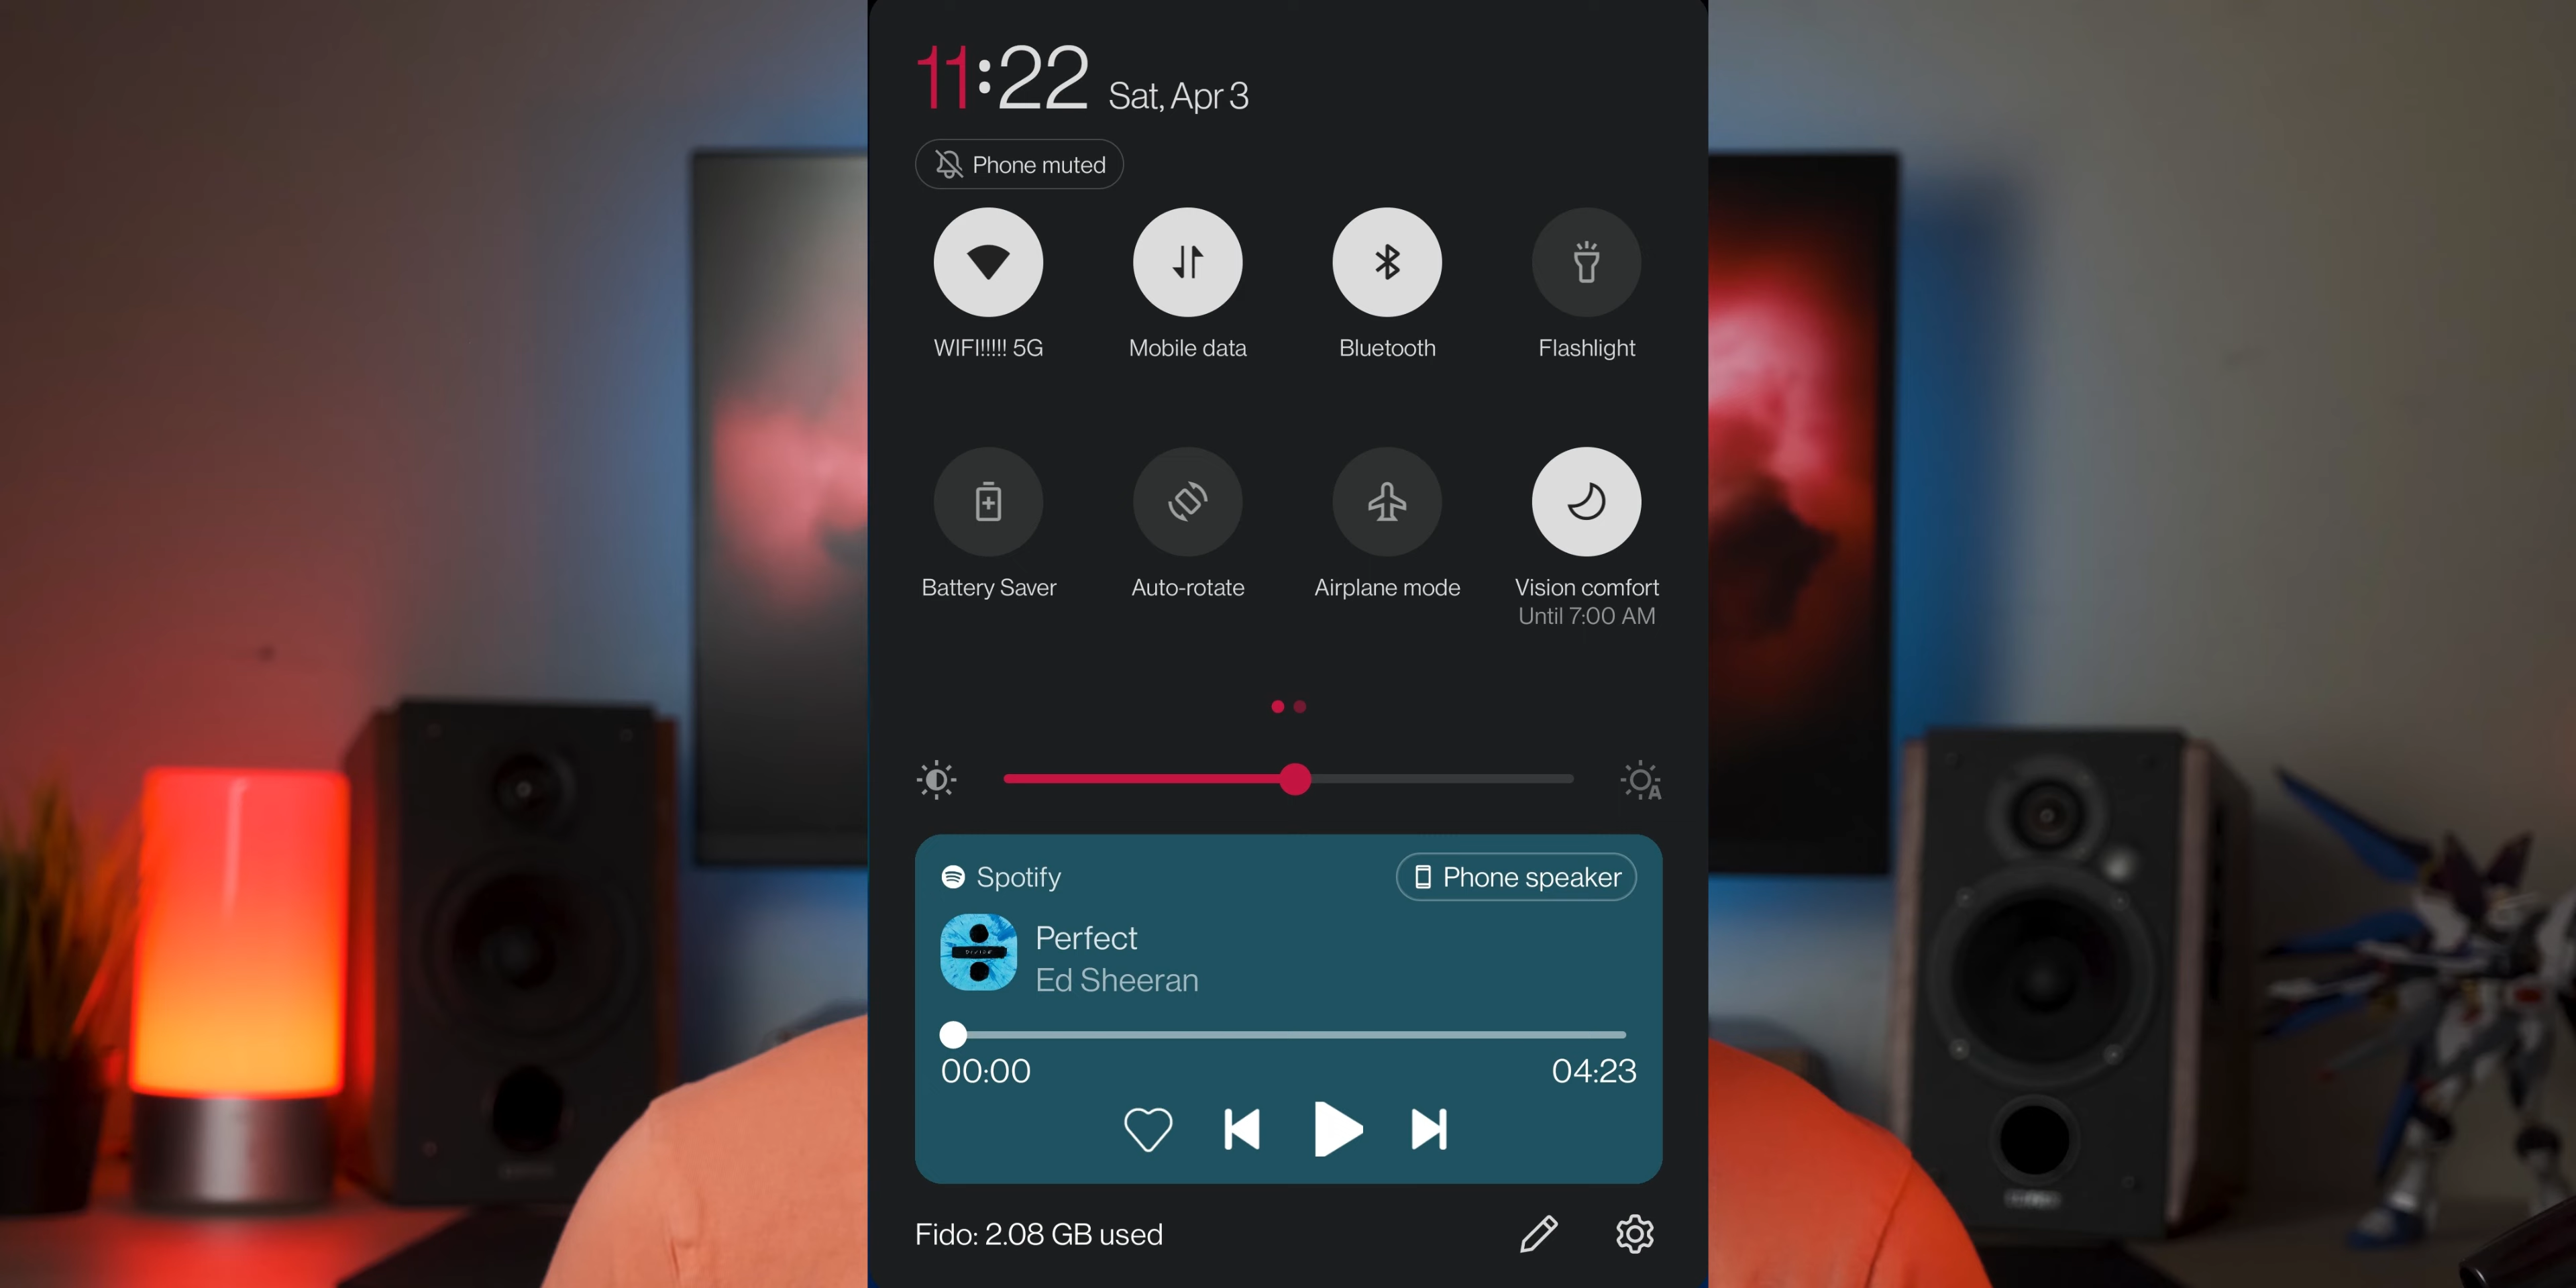 11:22 Sat, Apr 3
Phone muted
WIFI!!!!! 5G Mobile data Bluetooth Flashlight
Battery Saver Auto-rotate Airplane mode Vision comfort
Until 7:00 AM
Spotify Phone speaker
Perfect
Ed Sheeran
00:00 04:23
Fido: 2.08 GB used